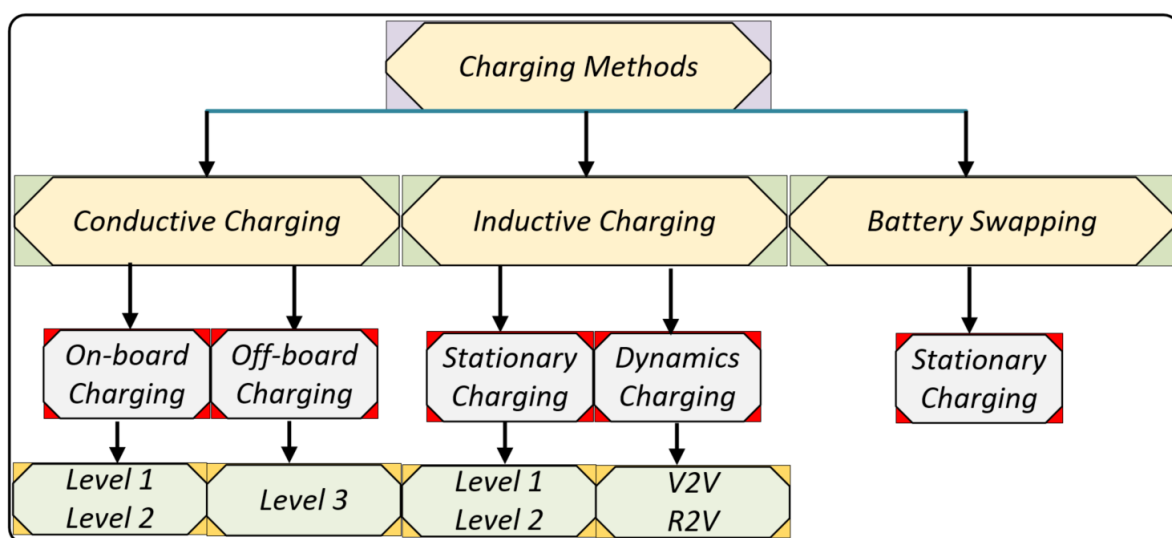 Charging Methods
Conductive Charging
Inductive Charging
Battery Swapping
On-board
Charging
Off-board
Charging
Stationary
Charging
Dynamics
Charging
Stationary
Charging
Level 1
Level 2
Level 3
Level 1
Level 2
V2V
R2V